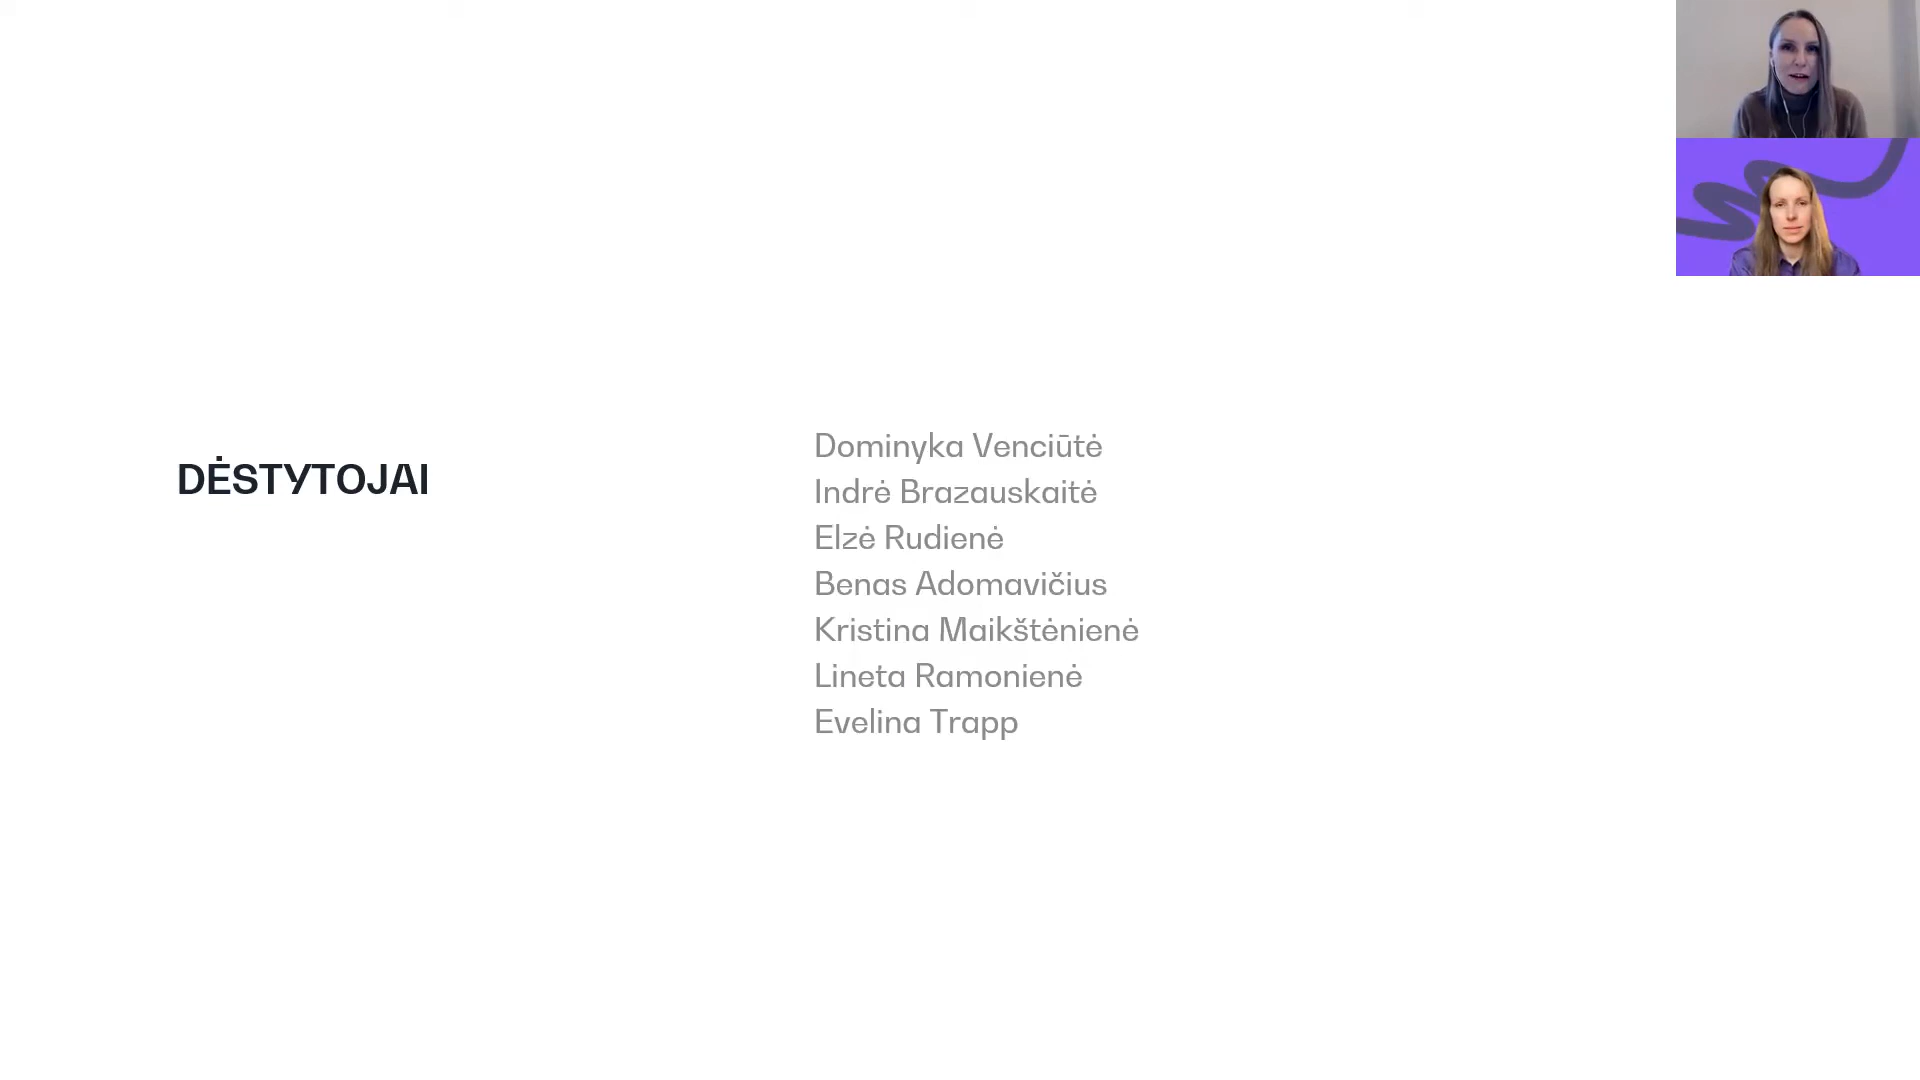 DĖSTYTOJAI
Dominyka Venciūtė
Indrė Brazauskaitė
Elzė Rudienė
Benas Adomavičius
Kristina Maikštėnienė
Lineta Ramonienė
Evelina Trapp